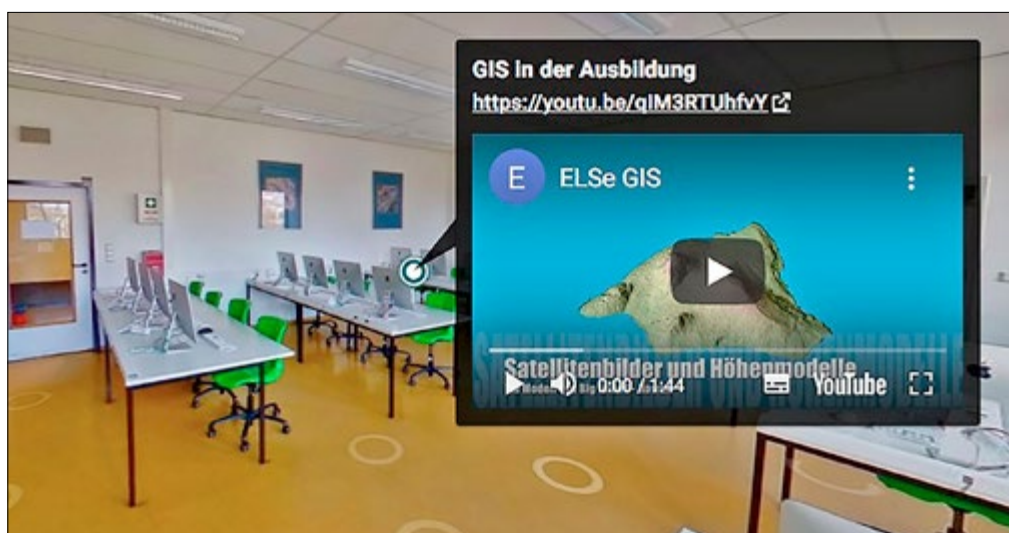 GIS in der Ausbildung
https://youtu.be/qIM3RTUhfvY
E
ELSe GIS
Satellitenbilder und Höhenmodelle
0:00 / 1:44
YouTube